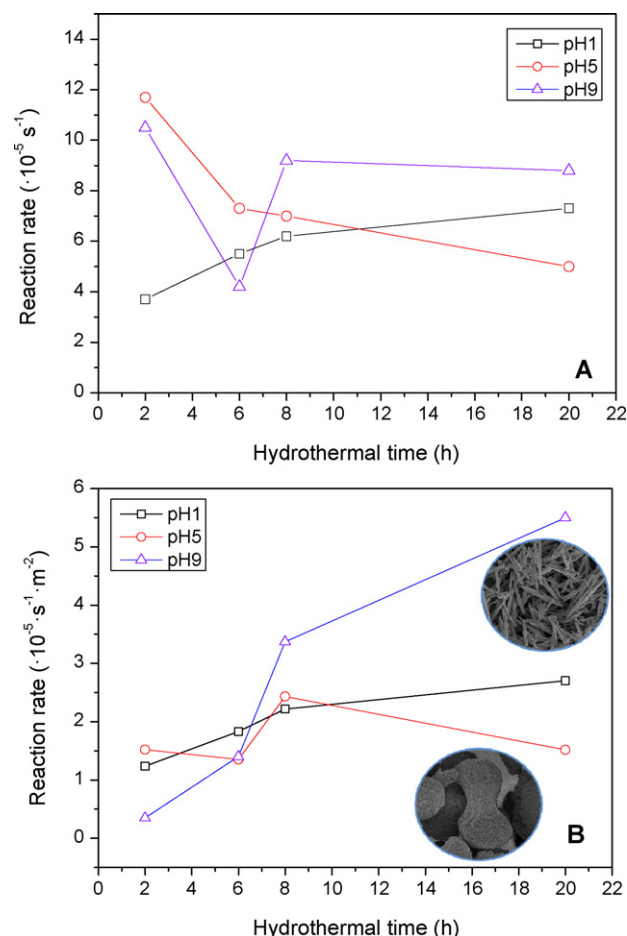 14
12
10
8
6
4
2
0
Reaction rate (·10⁻⁵ s⁻¹)
pH1
pH5
pH9
A
0 2 4 6 8 10 12 14 16 18 20 22
Hydrothermal time (h)
6
5
4
3
2
1
0
Reaction rate (·10⁻⁵·s⁻¹·m⁻²)
pH1
pH5
pH9
B
0 2 4 6 8 10 12 14 16 18 20 22
Hydrothermal time (h)